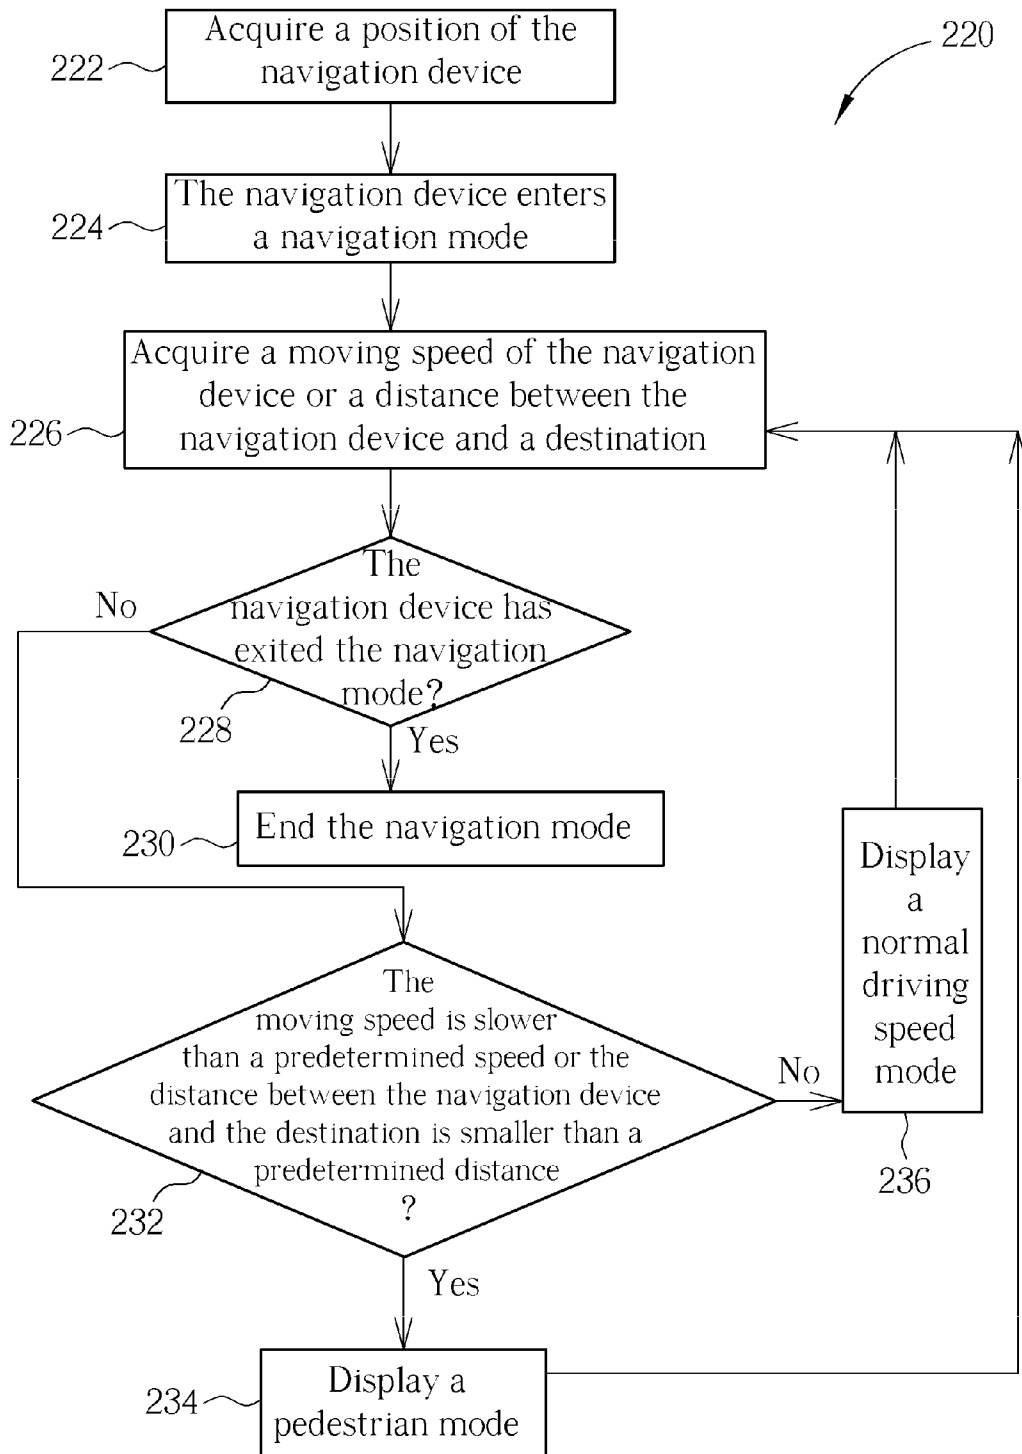 Acquire a position of the
navigation device
222
220
The navigation device enters
a navigation mode
224
Acquire a moving speed of the navigation
device or a distance between the
navigation device and a destination
226
The
navigation device has
exited the navigation
mode?
No
228
Yes
End the navigation mode
230
The
moving speed is slower
than a predetermined speed or the
distance between the navigation device
and the destination is smaller than a
predetermined distance
?
232
No
Display
a
normal
driving
speed
mode
236
Yes
Display a
pedestrian mode
234